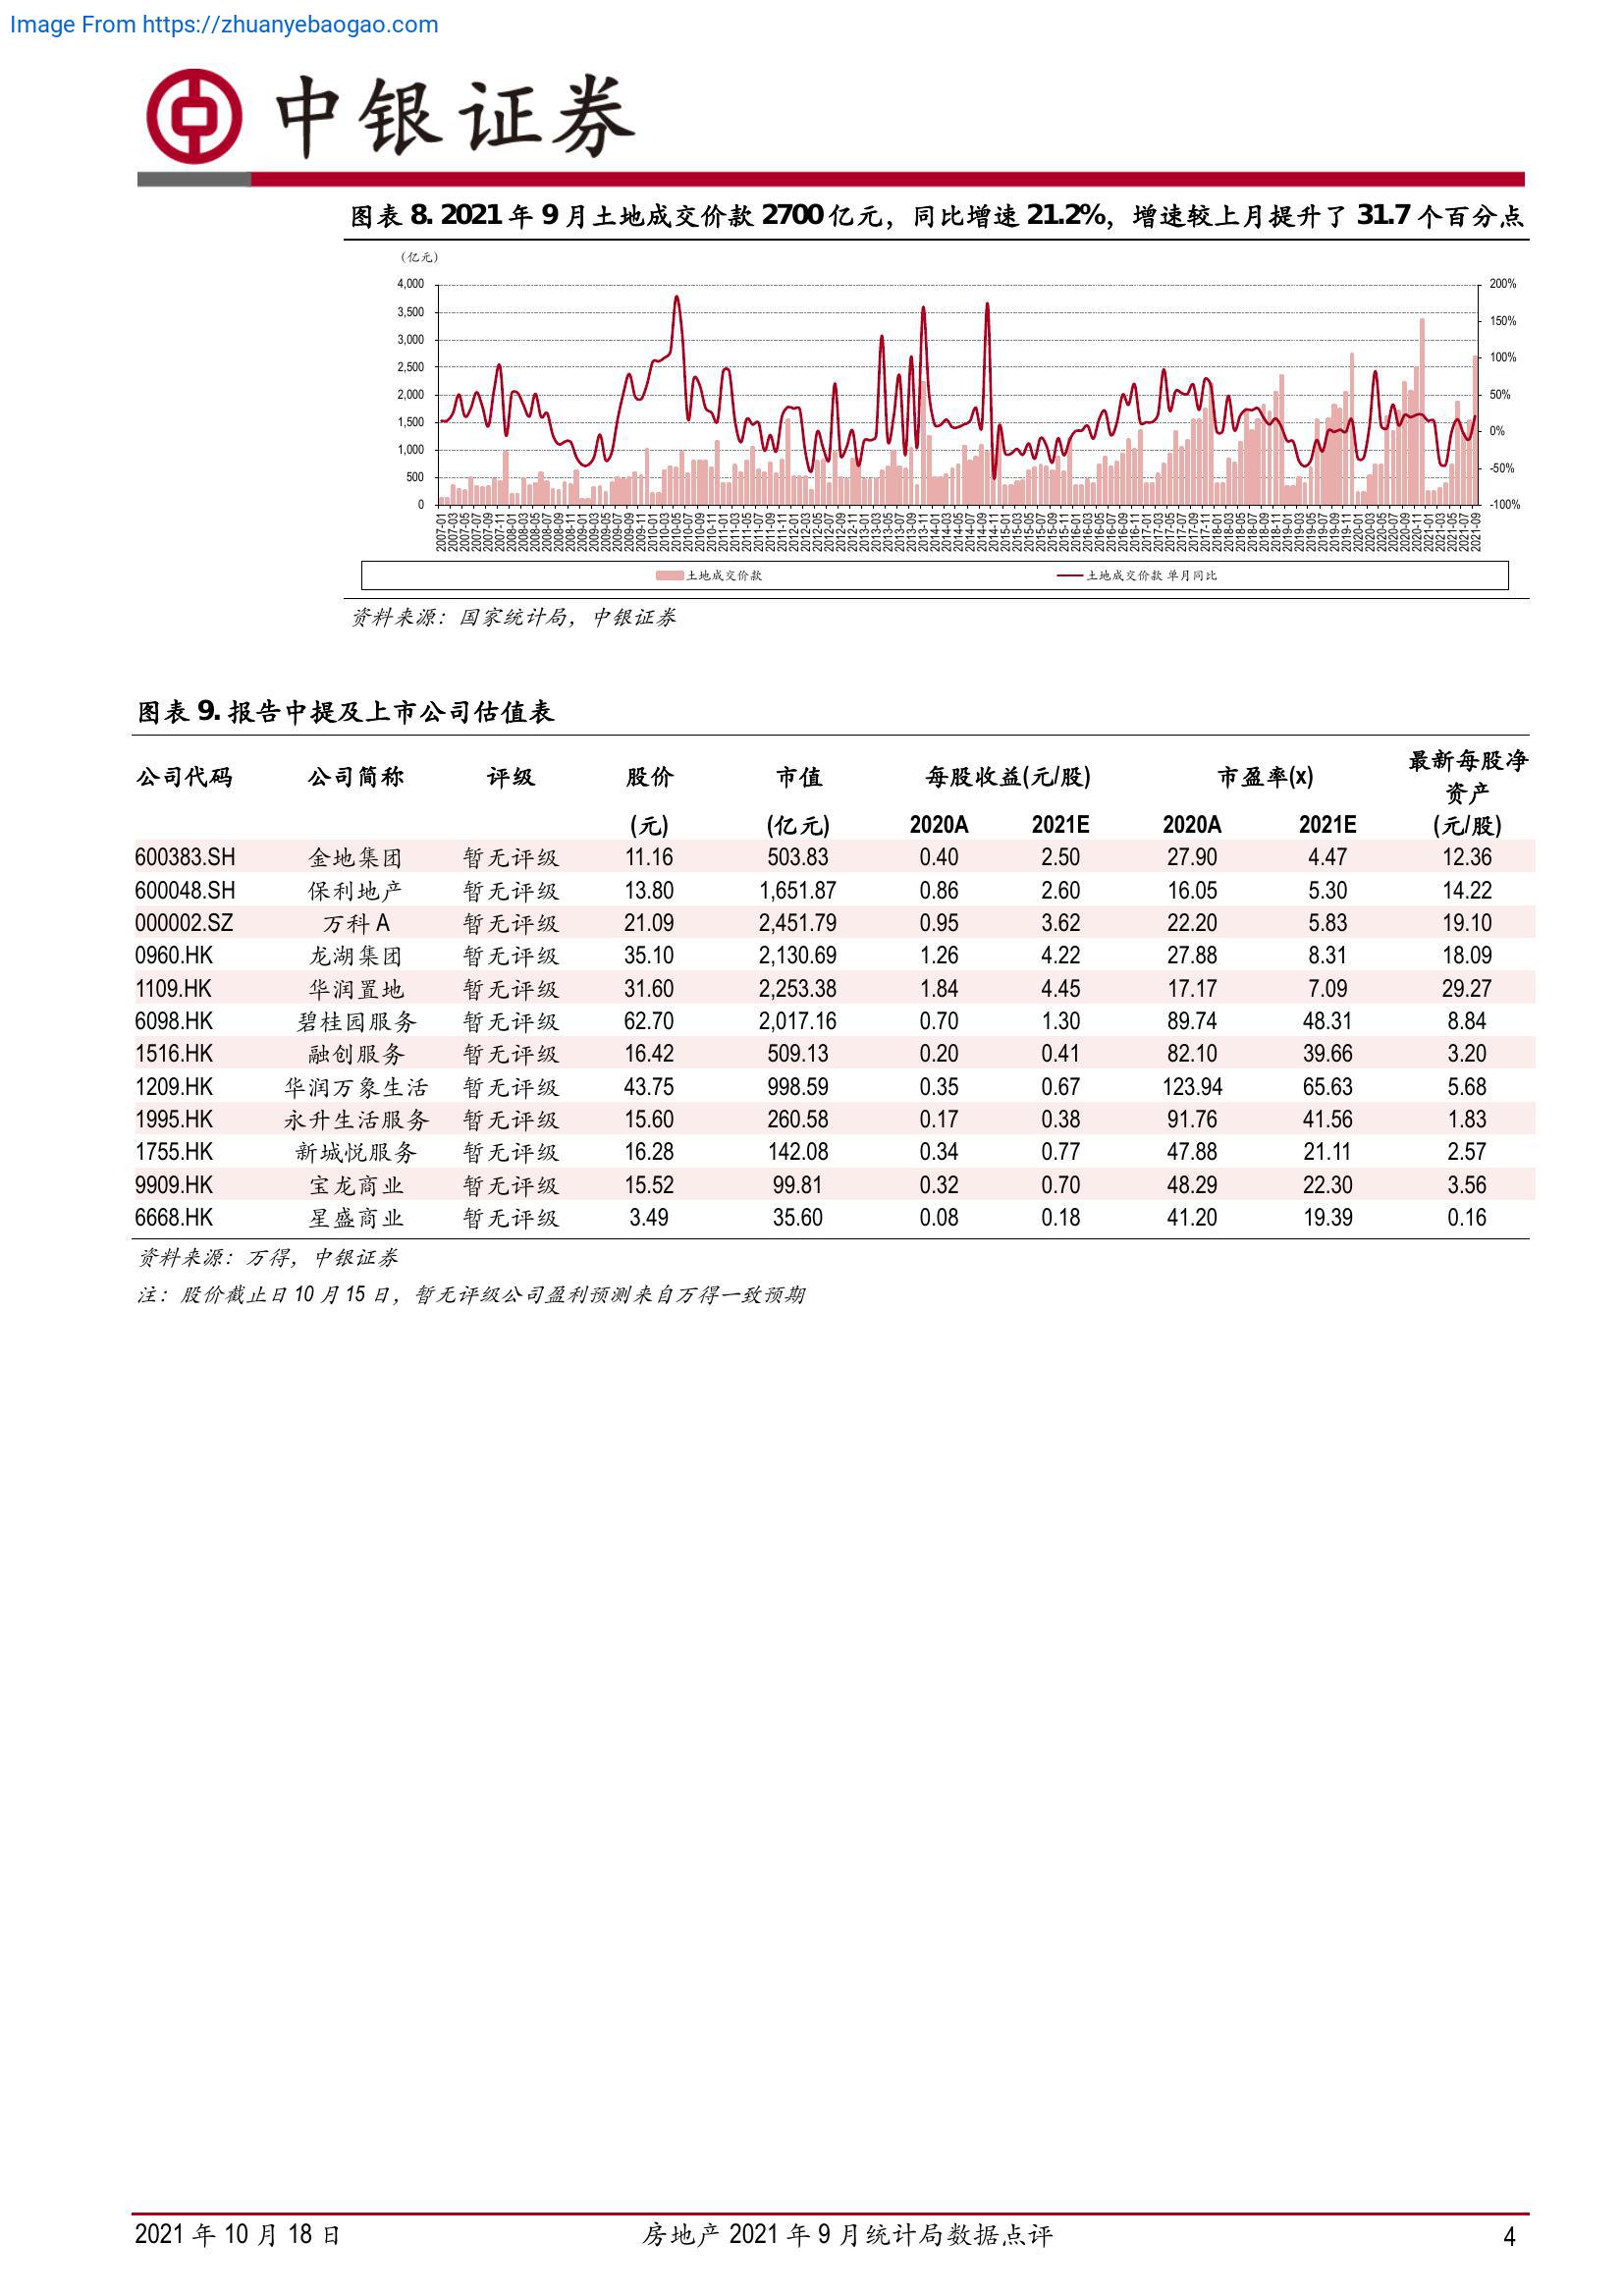 Image From https://zhuanyebaogao.com
中银证券
图表 8. 2021 年 9 月土地成交价款 2700 亿元，同比增速 21.2%，增速较上月提升了 31.7 个百分点
（亿元）
4,000 200%
3,500 150%
3,000 100%
2,500
2,000 50%
1,500 0%
1,000
500 -50%
0 -100%
2007-01 2007-03 2007-05 2007-07 2007-09 2007-11 2008-01 2008-03 2008-05 2008-07 2008-09 2008-11 2009-01 2009-03 2009-05 2009-07 2009-09 2009-11 2010-01 2010-03 2010-05 2010-07 2010-09 2010-11 2011-01 2011-03 2011-05 2011-07 2011-09 2011-11 2012-01 2012-03 2012-05 2012-07 2012-09 2012-11 2013-01 2013-03 2013-05 2013-07 2013-09 2013-11 2014-01 2014-03 2014-05 2014-07 2014-09 2014-11 2015-01 2015-03 2015-05 2015-07 2015-09 2015-11 2016-01 2016-03 2016-05 2016-07 2016-09 2016-11 2017-01 2017-03 2017-05 2017-07 2017-09 2017-11 2018-01 2018-03 2018-05 2018-07 2018-09 2018-11 2019-01 2019-03 2019-05 2019-07 2019-09 2019-11 2020-01 2020-03 2020-05 2020-07 2020-09 2020-11 2021-01 2021-03 2021-05 2021-07 2021-09
土地成交价款 土地成交价款 单月同比
资料来源：国家统计局，中银证券
图表 9. 报告中提及上市公司估值表
公司代码 公司简称 评级 股价 市值 每股收益(元/股) 市盈率(x) 最新每股净
资产
(元) (亿元) 2020A 2021E 2020A 2021E (元/股)
600383.SH 金地集团 暂无评级 11.16 503.83 0.40 2.50 27.90 4.47 12.36
600048.SH 保利地产 暂无评级 13.80 1,651.87 0.86 2.60 16.05 5.30 14.22
000002.SZ 万科 A 暂无评级 21.09 2,451.79 0.95 3.62 22.20 5.83 19.10
0960.HK 龙湖集团 暂无评级 35.10 2,130.69 1.26 4.22 27.88 8.31 18.09
1109.HK 华润置地 暂无评级 31.60 2,253.38 1.84 4.45 17.17 7.09 29.27
6098.HK 碧桂园服务 暂无评级 62.70 2,017.16 0.70 1.30 89.74 48.31 8.84
1516.HK 融创服务 暂无评级 16.42 509.13 0.20 0.41 82.10 39.66 3.20
1209.HK 华润万象生活 暂无评级 43.75 998.59 0.35 0.67 123.94 65.63 5.68
1995.HK 永升生活服务 暂无评级 15.60 260.58 0.17 0.38 91.76 41.56 1.83
1755.HK 新城悦服务 暂无评级 16.28 142.08 0.34 0.77 47.88 21.11 2.57
9909.HK 宝龙商业 暂无评级 15.52 99.81 0.32 0.70 48.29 22.30 3.56
6668.HK 星盛商业 暂无评级 3.49 35.60 0.08 0.18 41.20 19.39 0.16
资料来源：万得，中银证券
注：股价截止日 10 月 15 日，暂无评级公司盈利预测来自万得一致预期
2021 年 10 月 18 日 房地产 2021 年 9 月统计局数据点评 4